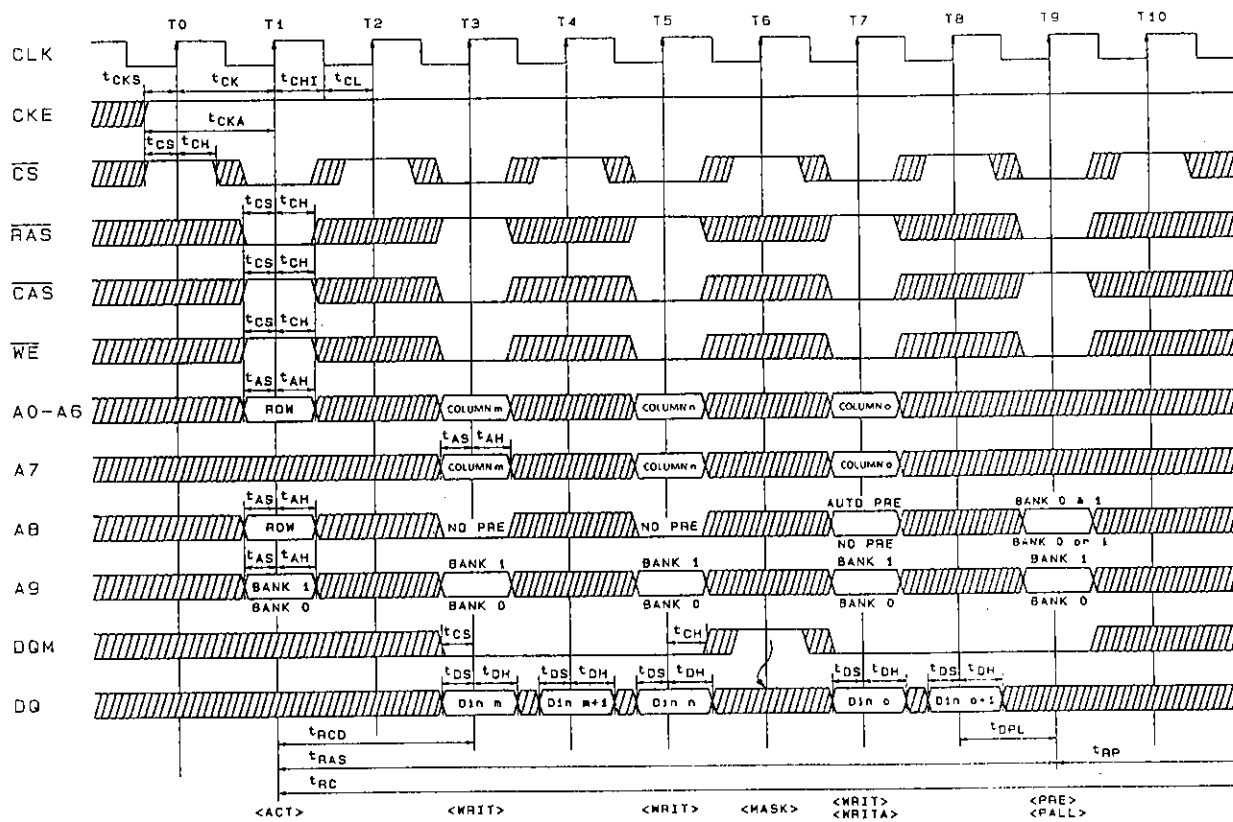 T0 T1 T2 T3 T4 T5 T6 T7 T8 T9 T10
CLK
tCKS tCK tCHI tCL
CKE
tCKA
tCS tCH
CS
tCS tCH
RAS
tCS tCH
CAS
tCS tCH
WE
tAS tAH
A0-A6 ROW COLUMN m COLUMN n COLUMN o
tAS tAH
A7 COLUMN m COLUMN n COLUMN o
tAS tAH AUTO PRE BANK 0 & 1
A8 ROW NO PRE NO PRE
NO PRE BANK 0 or 1
tAS tAH BANK 1 BANK 1 BANK 1 BANK 1
A9 BANK 1
BANK 0 BANK 0 BANK 0 BANK 0 BANK 0
tCS tCH
DQM
tDS tDH tDS tDH tDS tDH tDS tDH tDS tDH
DQ Din m Din m+1 Din n Din o Din o+1
tRCD tDPL
tRAS tRP
tRC
<ACT> <WRIT> <WRIT> <MASK> <WRIT> <PRE>
<WRITA> <PALL>